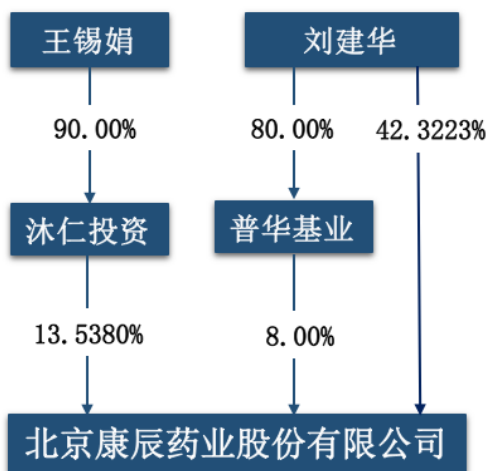 王锡娟
刘建华
90.00%
80.00%
42.3223%
沐仁投资
普华基业
13.5380%
8.00%
北京康辰药业股份有限公司